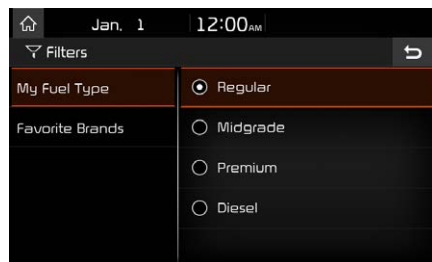 Jan. 1 12:00AM
Filters
My Fuel Type
Favorite Brands
Regular
Midgrade
Premium
Diesel